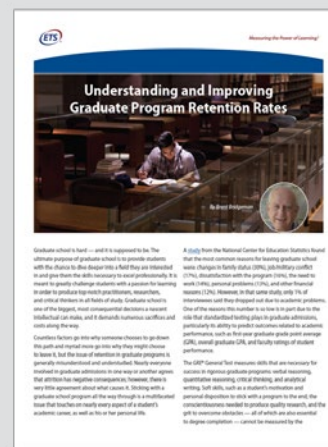 ETS
Measuring the Power of Learning.®
Understanding and Improving
Graduate Program Retention Rates
By Brent Bridgeman
Graduate school is hard — and it is supposed to be. The
ultimate purpose of graduate school is to provide students
with the chance to dive deeper into a field they are interested
in and give them the skills necessary to excel professionally. It is
meant to greatly challenge students with a passion for learning
in order to produce top-notch practitioners, researchers,
and critical thinkers in all fields of study. Graduate school is
one of the biggest, most consequential decisions a
intellectual can make, and it demands numerous sacrifices and
costs along the way.
Countless factors go into why someone chooses to go down
this path and myriad more go into why they might choose
to leave it, but the issue of retention in graduate programs is
generally misunderstood and undervalued. Nearly everyone
involved in graduate admissions in one way or another agrees
that attrition has negative consequences; however, there is
very little agreement about what causes it. Sticking with a
graduate school program all the way through is a multifaceted
issue that touches on nearly every aspect of a student's
academic career, as well as his or her personal life.
A study from the National Center for Education Statistics found
that the most common reasons for leaving graduate school
were changes in family status (30%), job/military conflict
(17%), dissatisfaction with the program (16%), the need to
work (14%), personal problems (13%), and other financial
reasons (12%). However, in that same study, only 1% of
interviewees said they dropped out due to academic problems.
One of the reasons this number is so low is in part due to the
role that standardized testing plays in graduate admissions,
particularly its ability to predict outcomes related to academic
performance, such as first-year graduate grade point average
(GPA), overall graduate GPA, and faculty ratings of student
performance.
The GRE® General Test measures skills that are necessary for
success in rigorous graduate programs: verbal reasoning,
quantitative reasoning, critical thinking, and analytical
writing. Soft skills, such as a student's motivation and
personal disposition to stick with a program to the end, the
conscientiousness needed to produce quality research, and the
grit to overcome obstacles — all of which are also essential
to degree completion — cannot be measured by the